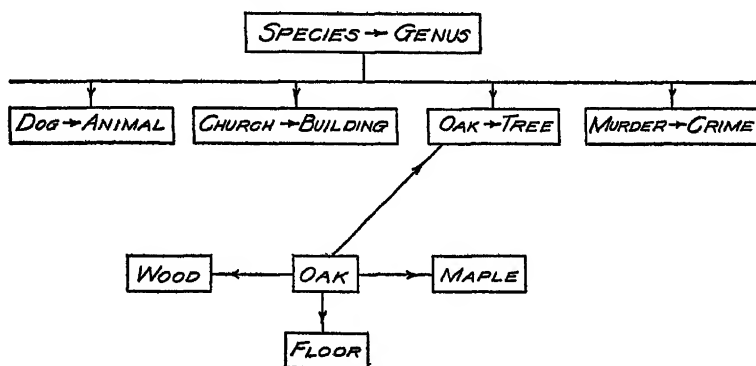 SPECIES → GENUS
DOG → ANIMAL CHURCH → BUILDING OAK → TREE MURDER → CRIME
WOOD OAK MAPLE
FLOOR